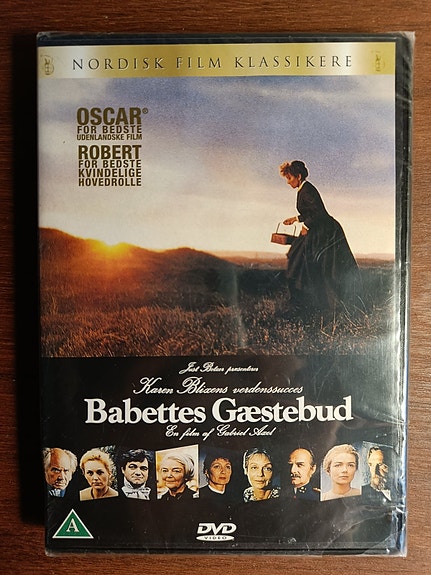 NORDISK FILM KLASSIKERE
OSCAR®
FOR BEDSTE
UDENLANDSKE FILM
ROBERT
FOR BEDSTE
KVINDELIGE
HOVEDROLLE
Just Betzer præsenterer
Karen Blixens verdenssucces
Babettes Gæstebud
En film af Gabriel Axel
A
DVD
VIDEO